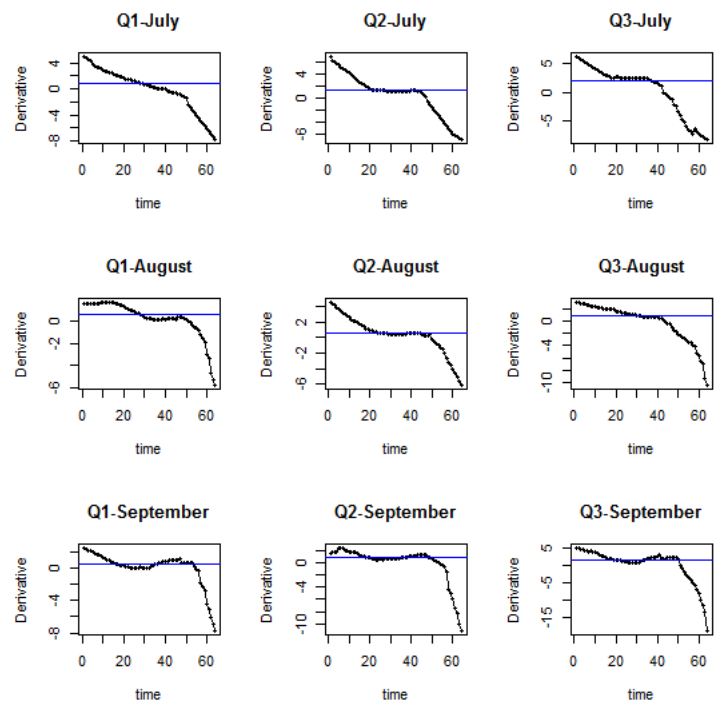 Q1-July Q2-July Q3-July
Derivative 4 0 -4 -8 0 20 40 60 time
Derivative 4 0 -6 0 20 40 60 time
Derivative 5 0 -5 0 20 40 60 time
Q1-August Q2-August Q3-August
Derivative 0 -2 -6 0 20 40 60 time
Derivative 2 -2 -6 0 20 40 60 time
Derivative 0 -4 -10 0 20 40 60 time
Q1-September Q2-September Q3-September
Derivative 0 -4 -8 0 20 40 60 time
Derivative 0 -4 -10 0 20 40 60 time
Derivative 5 -5 -15 0 20 40 60 time